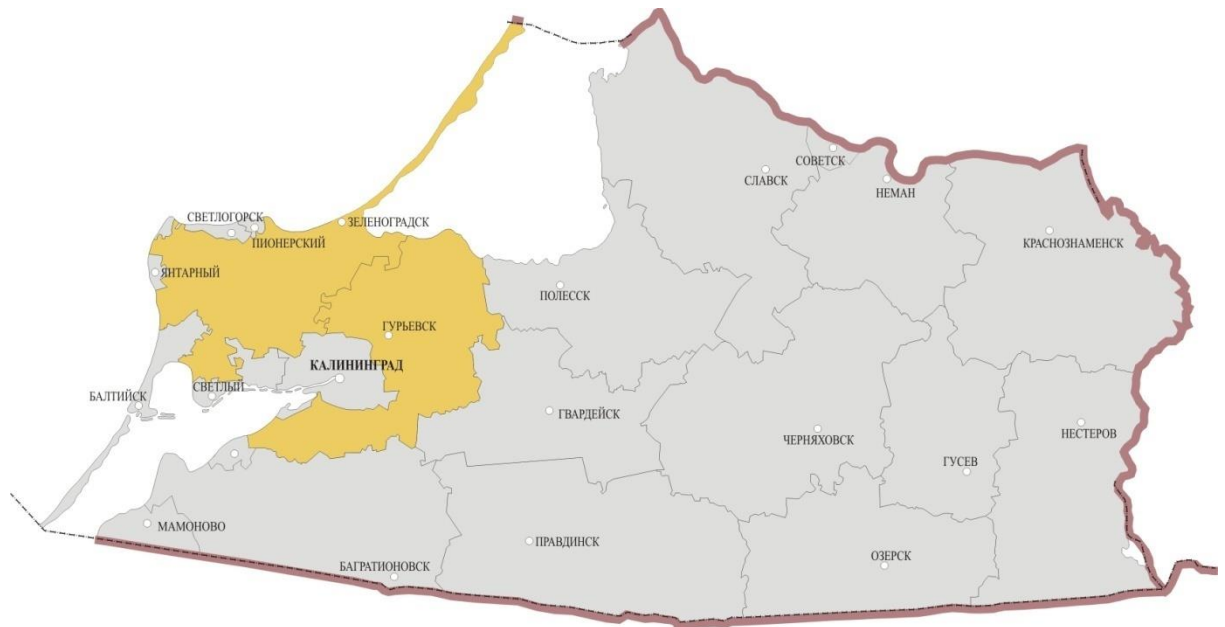 СОВЕТСК
СЛАВСК
НЕМАН
СВЕТЛОГОРСК
ЗЕЛЕНОГРАДСК
ПИОНЕРСКИЙ
КРАСНОЗНАМЕНСК
ЯНТАРНЫЙ
ПОЛЕССК
ГУРЬЕВСК
КАЛИНИНГРАД
СВЕТЛЫЙ
БАЛТИЙСК
ГВАРДЕЙСК
НЕСТЕРОВ
ЧЕРНЯХОВСК
ГУСЕВ
МАМОНОВО
ПРАВДИНСК
ОЗЕРСК
БАГРАТИОНОВСК